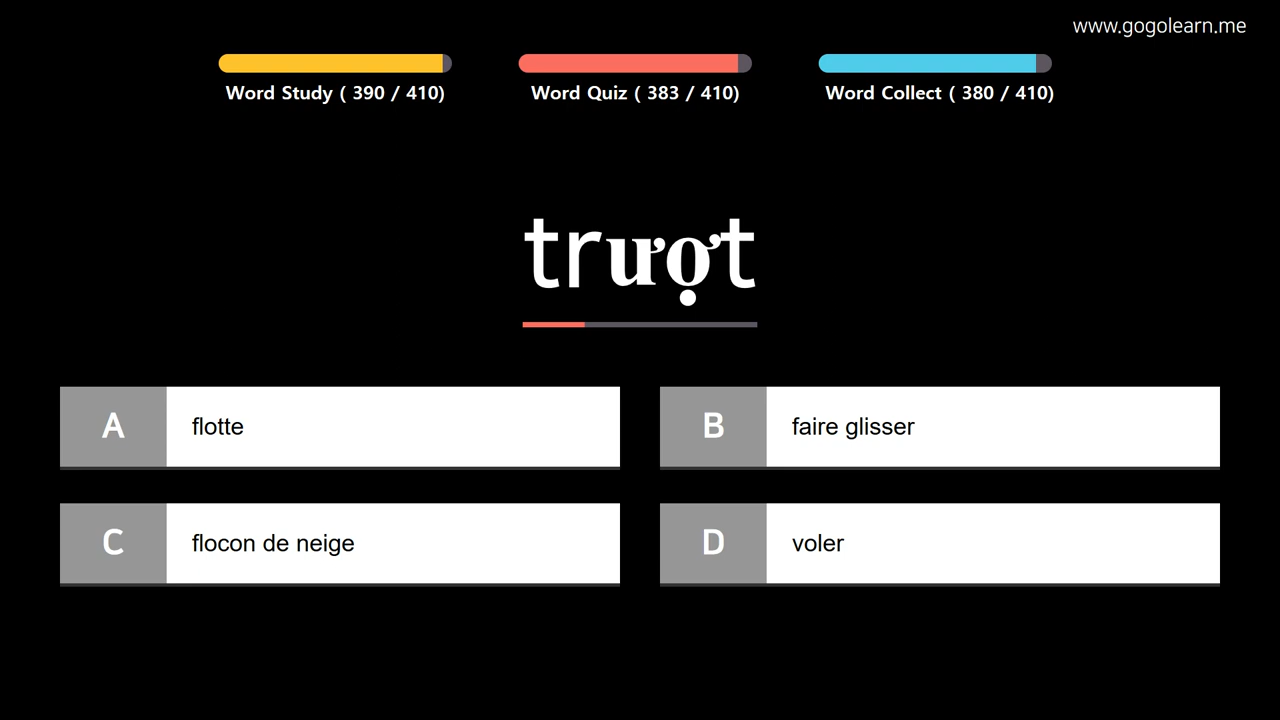 www.gogolearn.me
Word Study ( 390 / 410)
Word Quiz ( 383 / 410)
Word Collect ( 380 / 410)
trượt
A flotte
B faire glisser
C flocon de neige
D voler